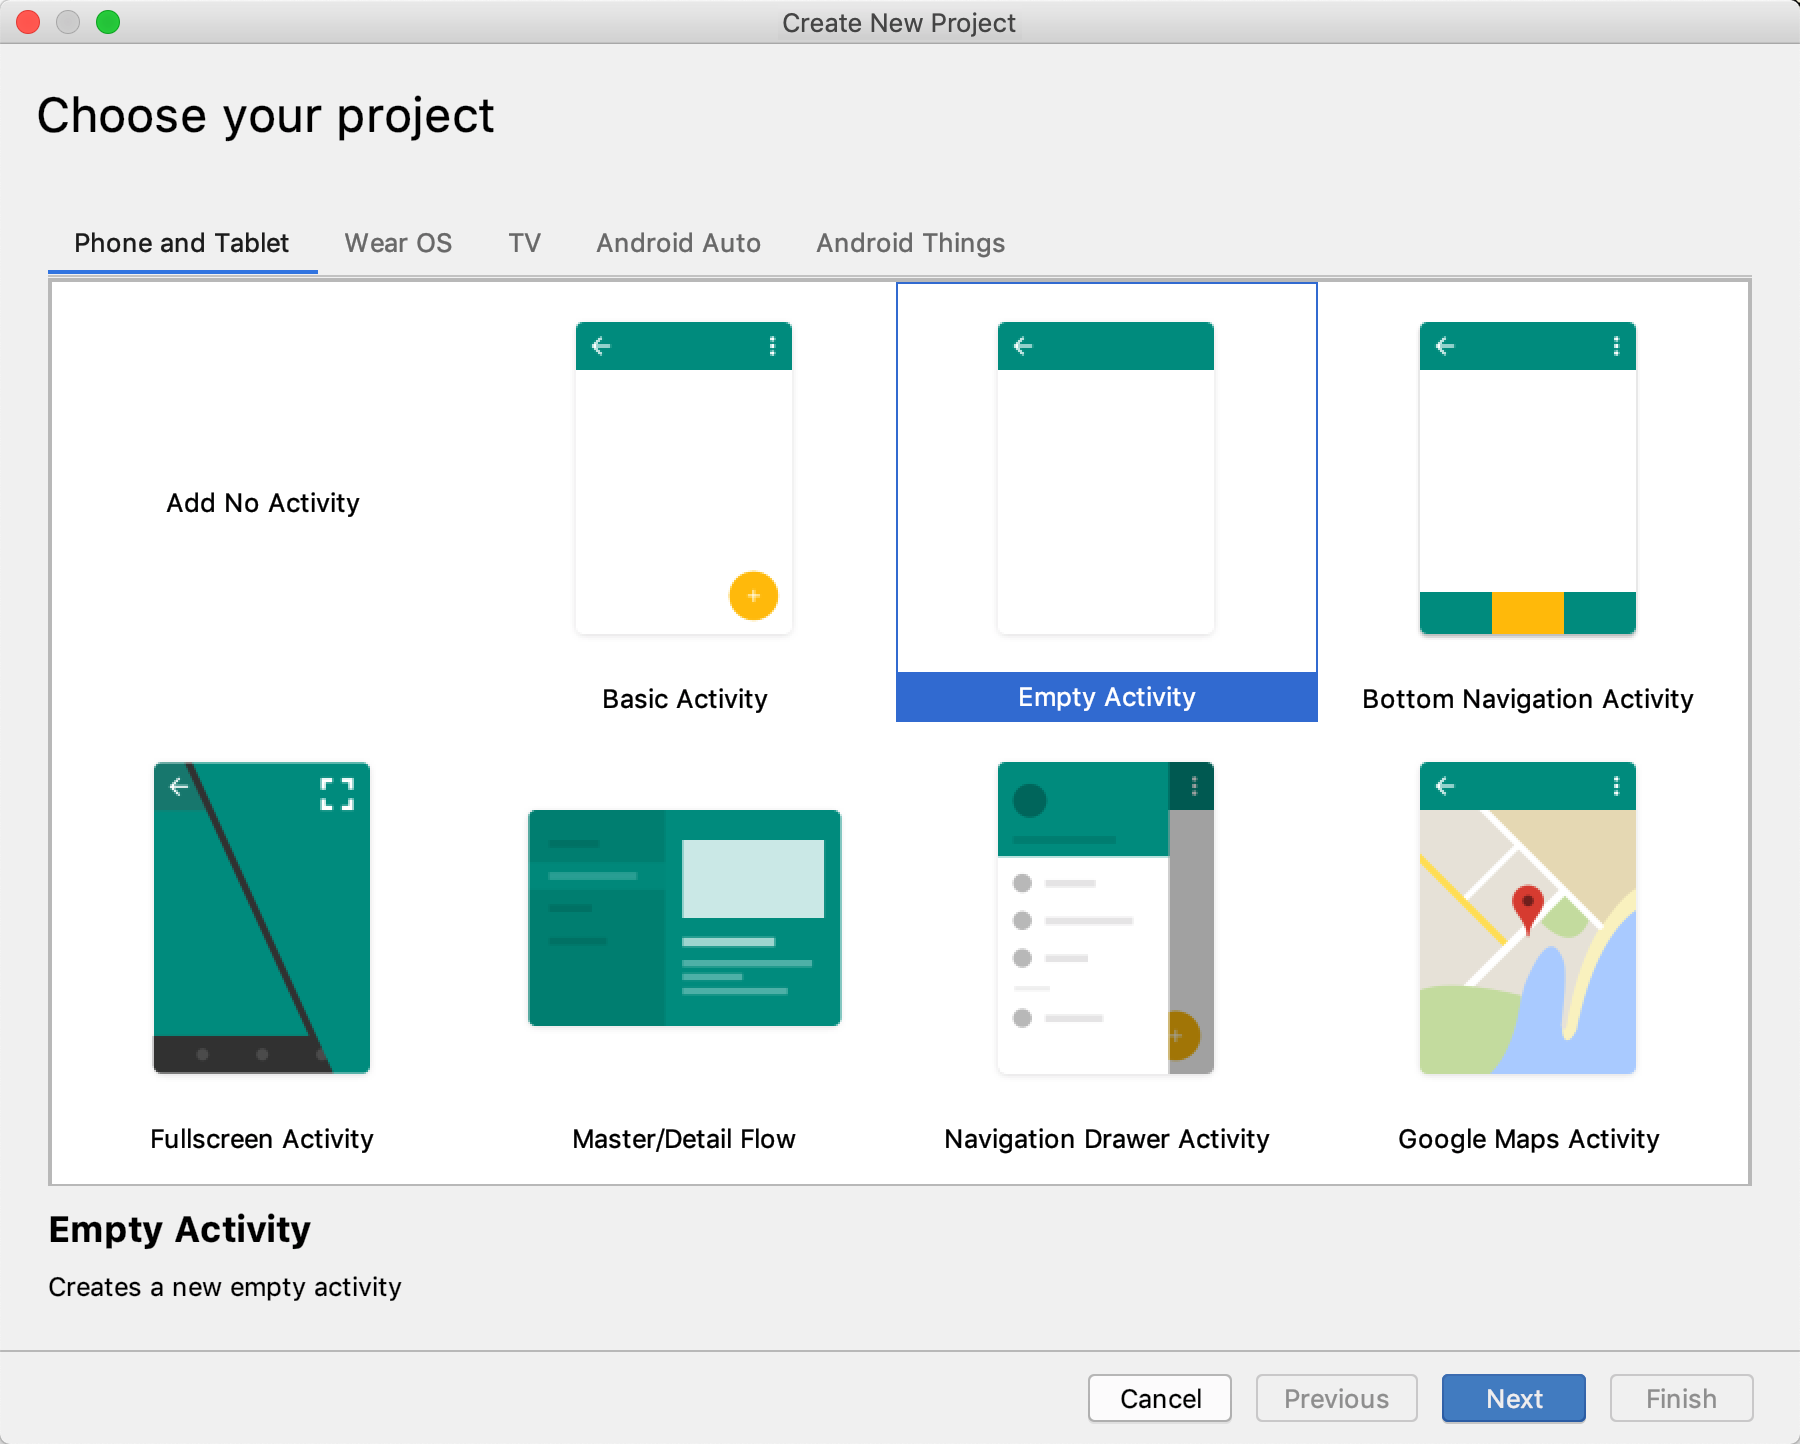 Create New Project
Choose your project
Phone and Tablet Wear OS TV Android Auto Android Things
Add No Activity
Basic Activity
Empty Activity
Bottom Navigation Activity
Fullscreen Activity
Master/Detail Flow
Navigation Drawer Activity
Google Maps Activity
Empty Activity
Creates a new empty activity
Cancel Previous Next Finish